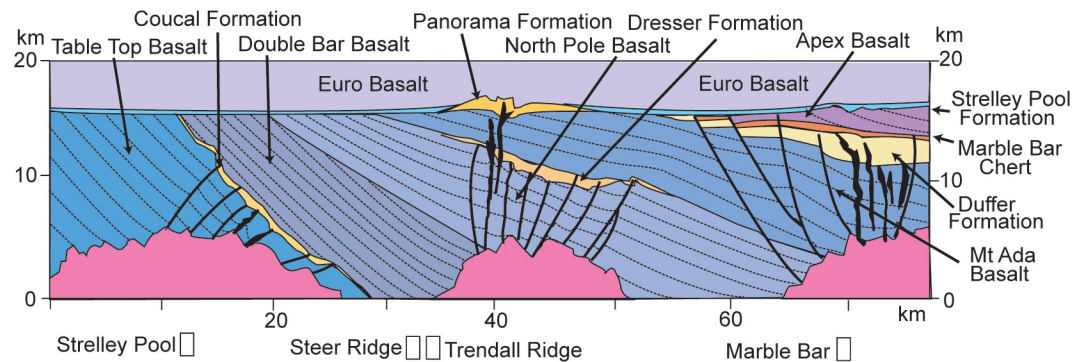 Coucal Formation
Panorama Formation
Dresser Formation
km
Table Top Basalt
Double Bar Basalt
North Pole Basalt
Apex Basalt
km
20
20
Euro Basalt
Euro Basalt
Strelley Pool
Formation
Marble Bar
Chert
10
10
Duffer
Formation
Mt Ada
Basalt
0
0
20
40
60
km
Strelley Pool
Steer Ridge
Trendall Ridge
Marble Bar